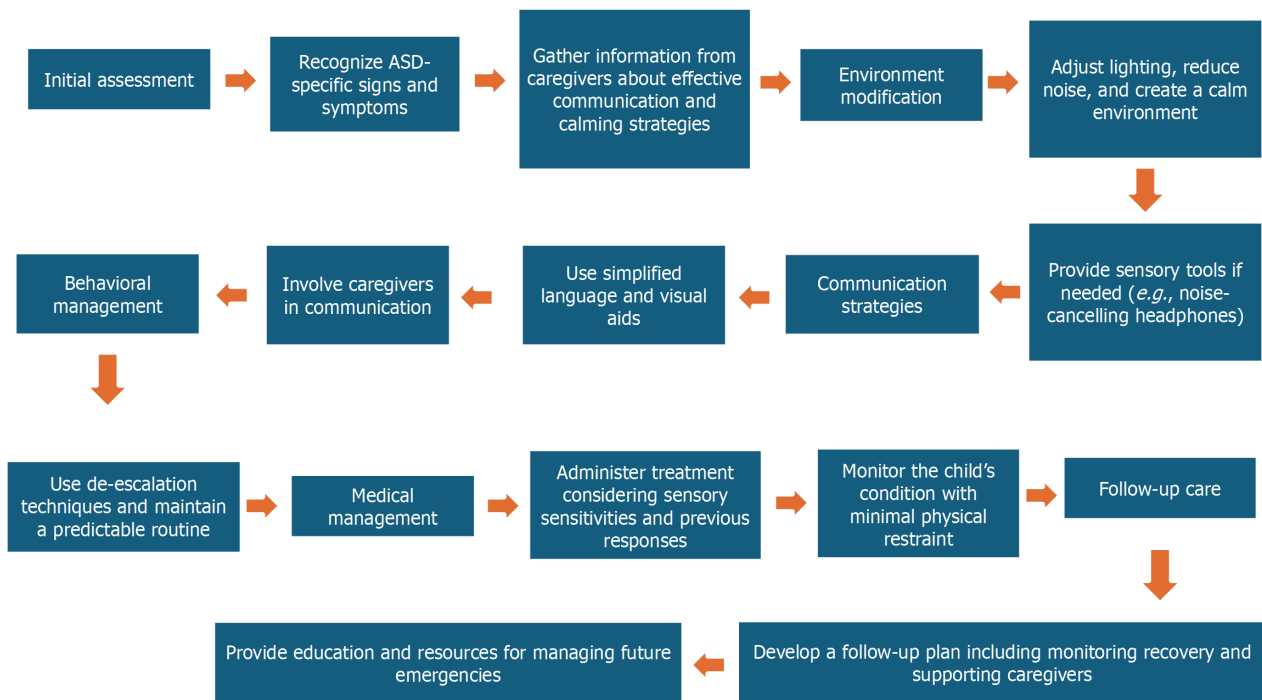 Initial assessment
Recognize ASD-
specific signs and
symptoms
Gather information from
caregivers about effective
communication and
calming strategies
Environment
modification
Adjust lighting, reduce
noise, and create a calm
environment
Provide sensory tools if
needed (e.g., noise-
cancelling headphones)
Communication
strategies
Use simplified
language and visual
aids
Involve caregivers
in communication
Behavioral
management
Use de-escalation
techniques and maintain
a predictable routine
Medical
management
Administer treatment
considering sensory
sensitivities and previous
responses
Monitor the child’s
condition with
minimal physical
restraint
Follow-up care
Develop a follow-up plan including monitoring recovery and
supporting caregivers
Provide education and resources for managing future
emergencies